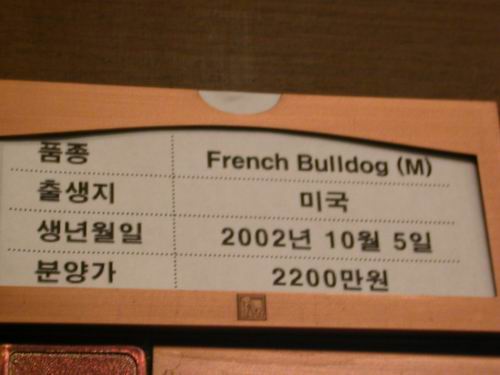 품종 French Bulldog (M)
출생지 미국
생년월일 2002년 10월 5일
분양가 2200만원